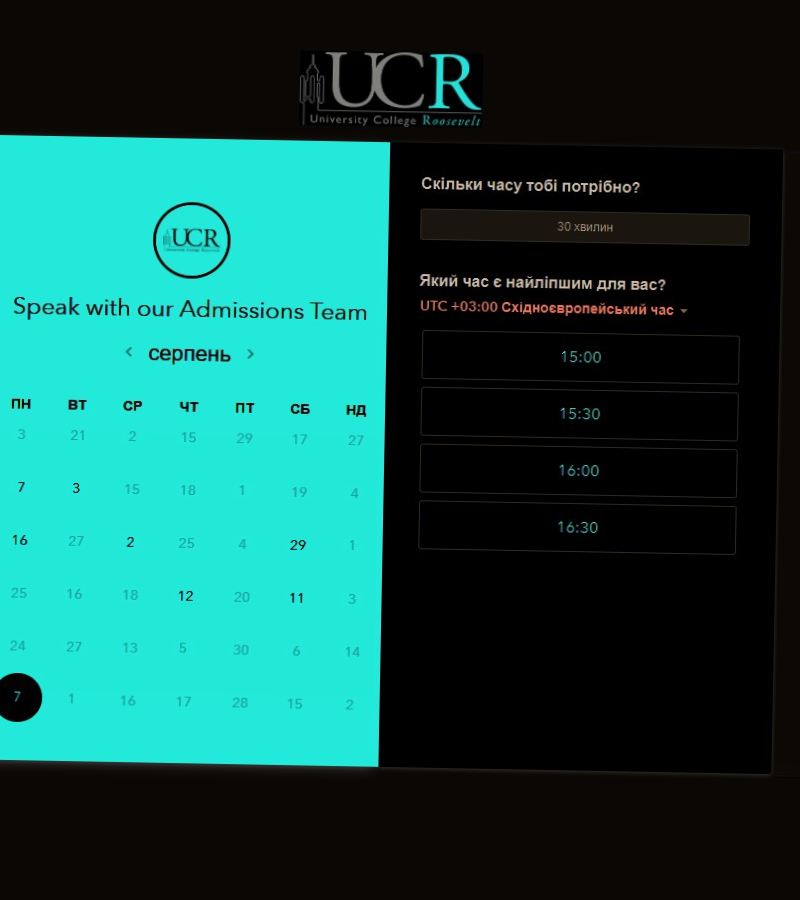 UCR
University College Roosevelt
UCR
Speak with our Admissions Team
серпень
ПН ВТ СР ЧТ ПТ СБ НД
3 21 2 15 29 17 27
7 3 15 18 1 19 4
16 27 2 25 4 29 1
25 16 18 12 20 11 3
24 27 13 5 30 6 14
7 1 16 17 28 15 2
Скільки часу тобі потрібно?
30 хвилин
Який час є найліпшим для вас?
UTC +03:00 Східноєвропейський час
15:00
15:30
16:00
16:30